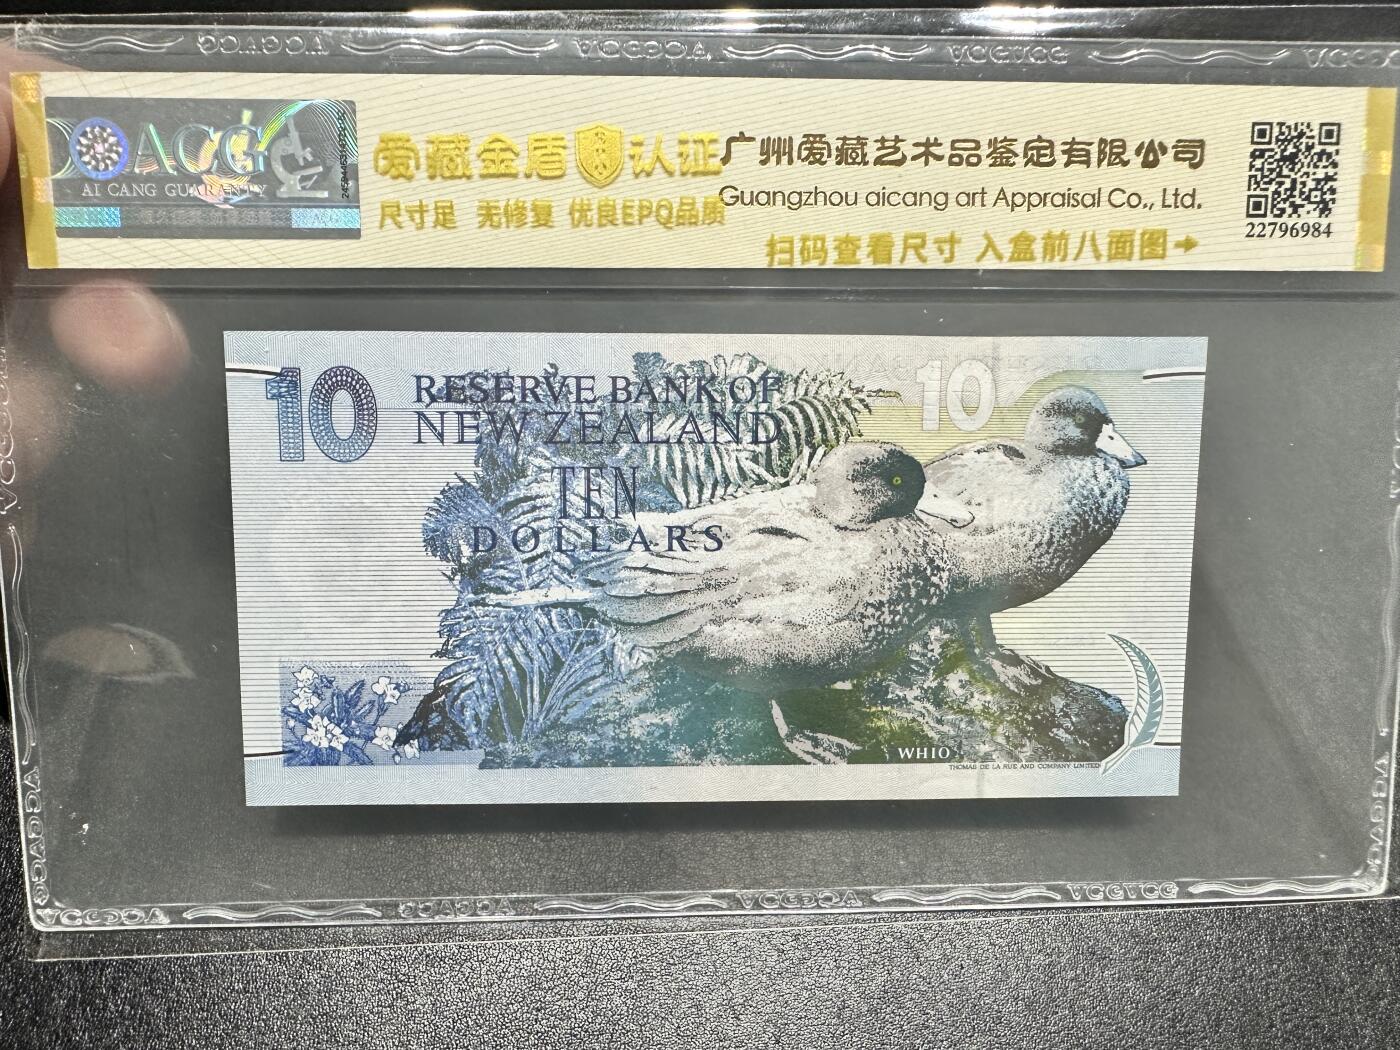 ACG
AI CANG GUARANTY
爱藏金盾 认证
尺寸足 无修复 优良EPQ品质
广州爱藏艺术品鉴定有限公司
Guangzhou aicang art Appraisal Co., Ltd.
扫码查看尺寸 入盒前八面图→
22796984
10
RESERVE BANK OF
NEW ZEALAND
TEN
DOLLARS
10
WHIO
THOMAS DE LA RUE AND COMPANY LIMITED